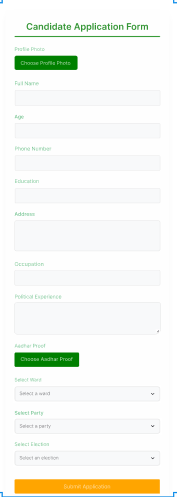 Candidate Application Form
Profile Photo
Choose Profile Photo
Full Name
Age
Phone Number
Education
Address
Occupation
Political Experience
Aadhar Proof
Choose Aadhar Proof
Select Ward
Select a ward
Select Party
Select a party
Select Election
Select an election
Submit Application